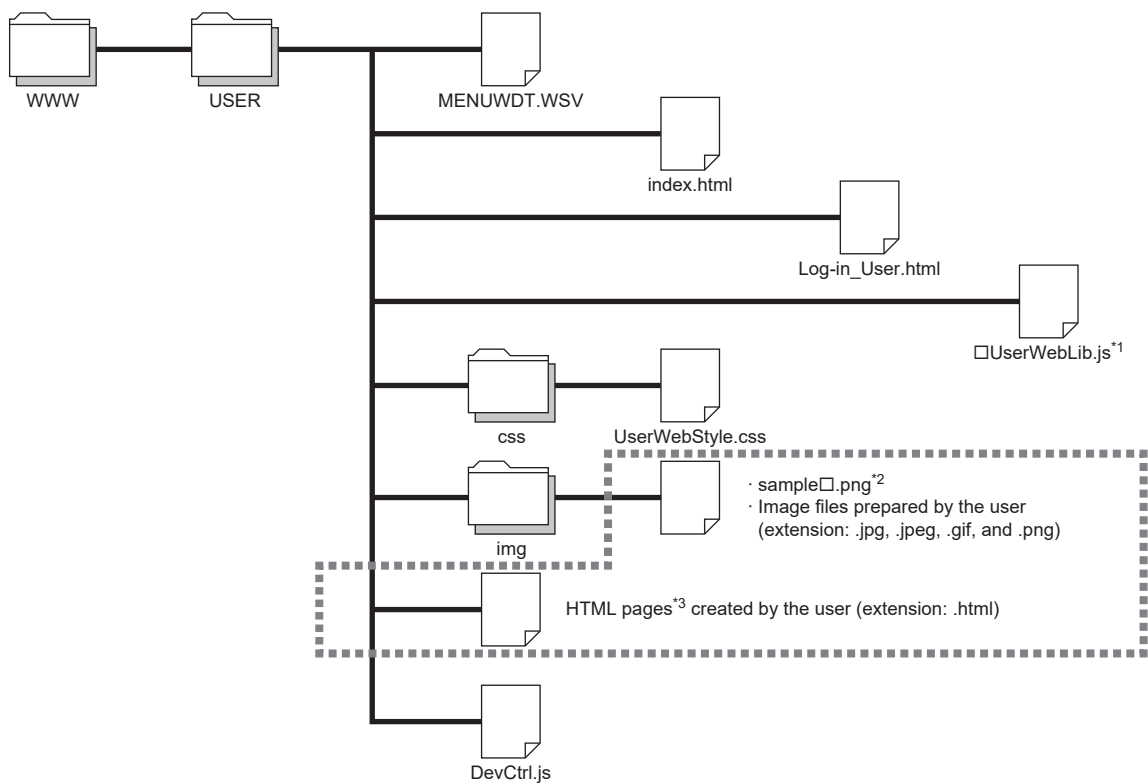 WWW
USER
MENUWDT.WSV
index.html
Log-in_User.html
□UserWebLib.js*1
css
UserWebStyle.css
img
· sample□.png*2
· Image files prepared by the user
(extension: .jpg, .jpeg, .gif, and .png)
HTML pages*3 created by the user (extension: .html)
DevCtrl.js